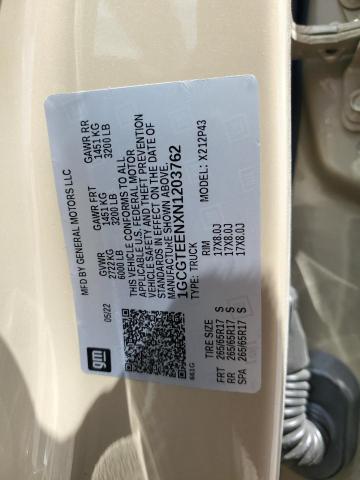 gm
MFD BY GENERAL MOTORS LLC
05/22 GVWR GAWR FRT GAWR RR
2722KG 1451 KG 1451 KG
6000 LB 3200 LB 3200 LB
THIS VEHICLE CONFORMS TO ALL
APPLICABLE U.S. FEDERAL MOTOR
VEHICLE SAFETY AND THEFT PREVENTION
STANDARDS IN EFFECT ON THE DATE OF
MANUFACTURE SHOWN ABOVE.
1GCGTEENXN1203762
TYPE: TRUCK MODEL: X212P43
661G
TIRE SIZE RIM
FRT 265/65R17 S 17X8.0J
RR 265/65R17 S 17X8.0J
SPA 265/65R17 S 17X8.0J